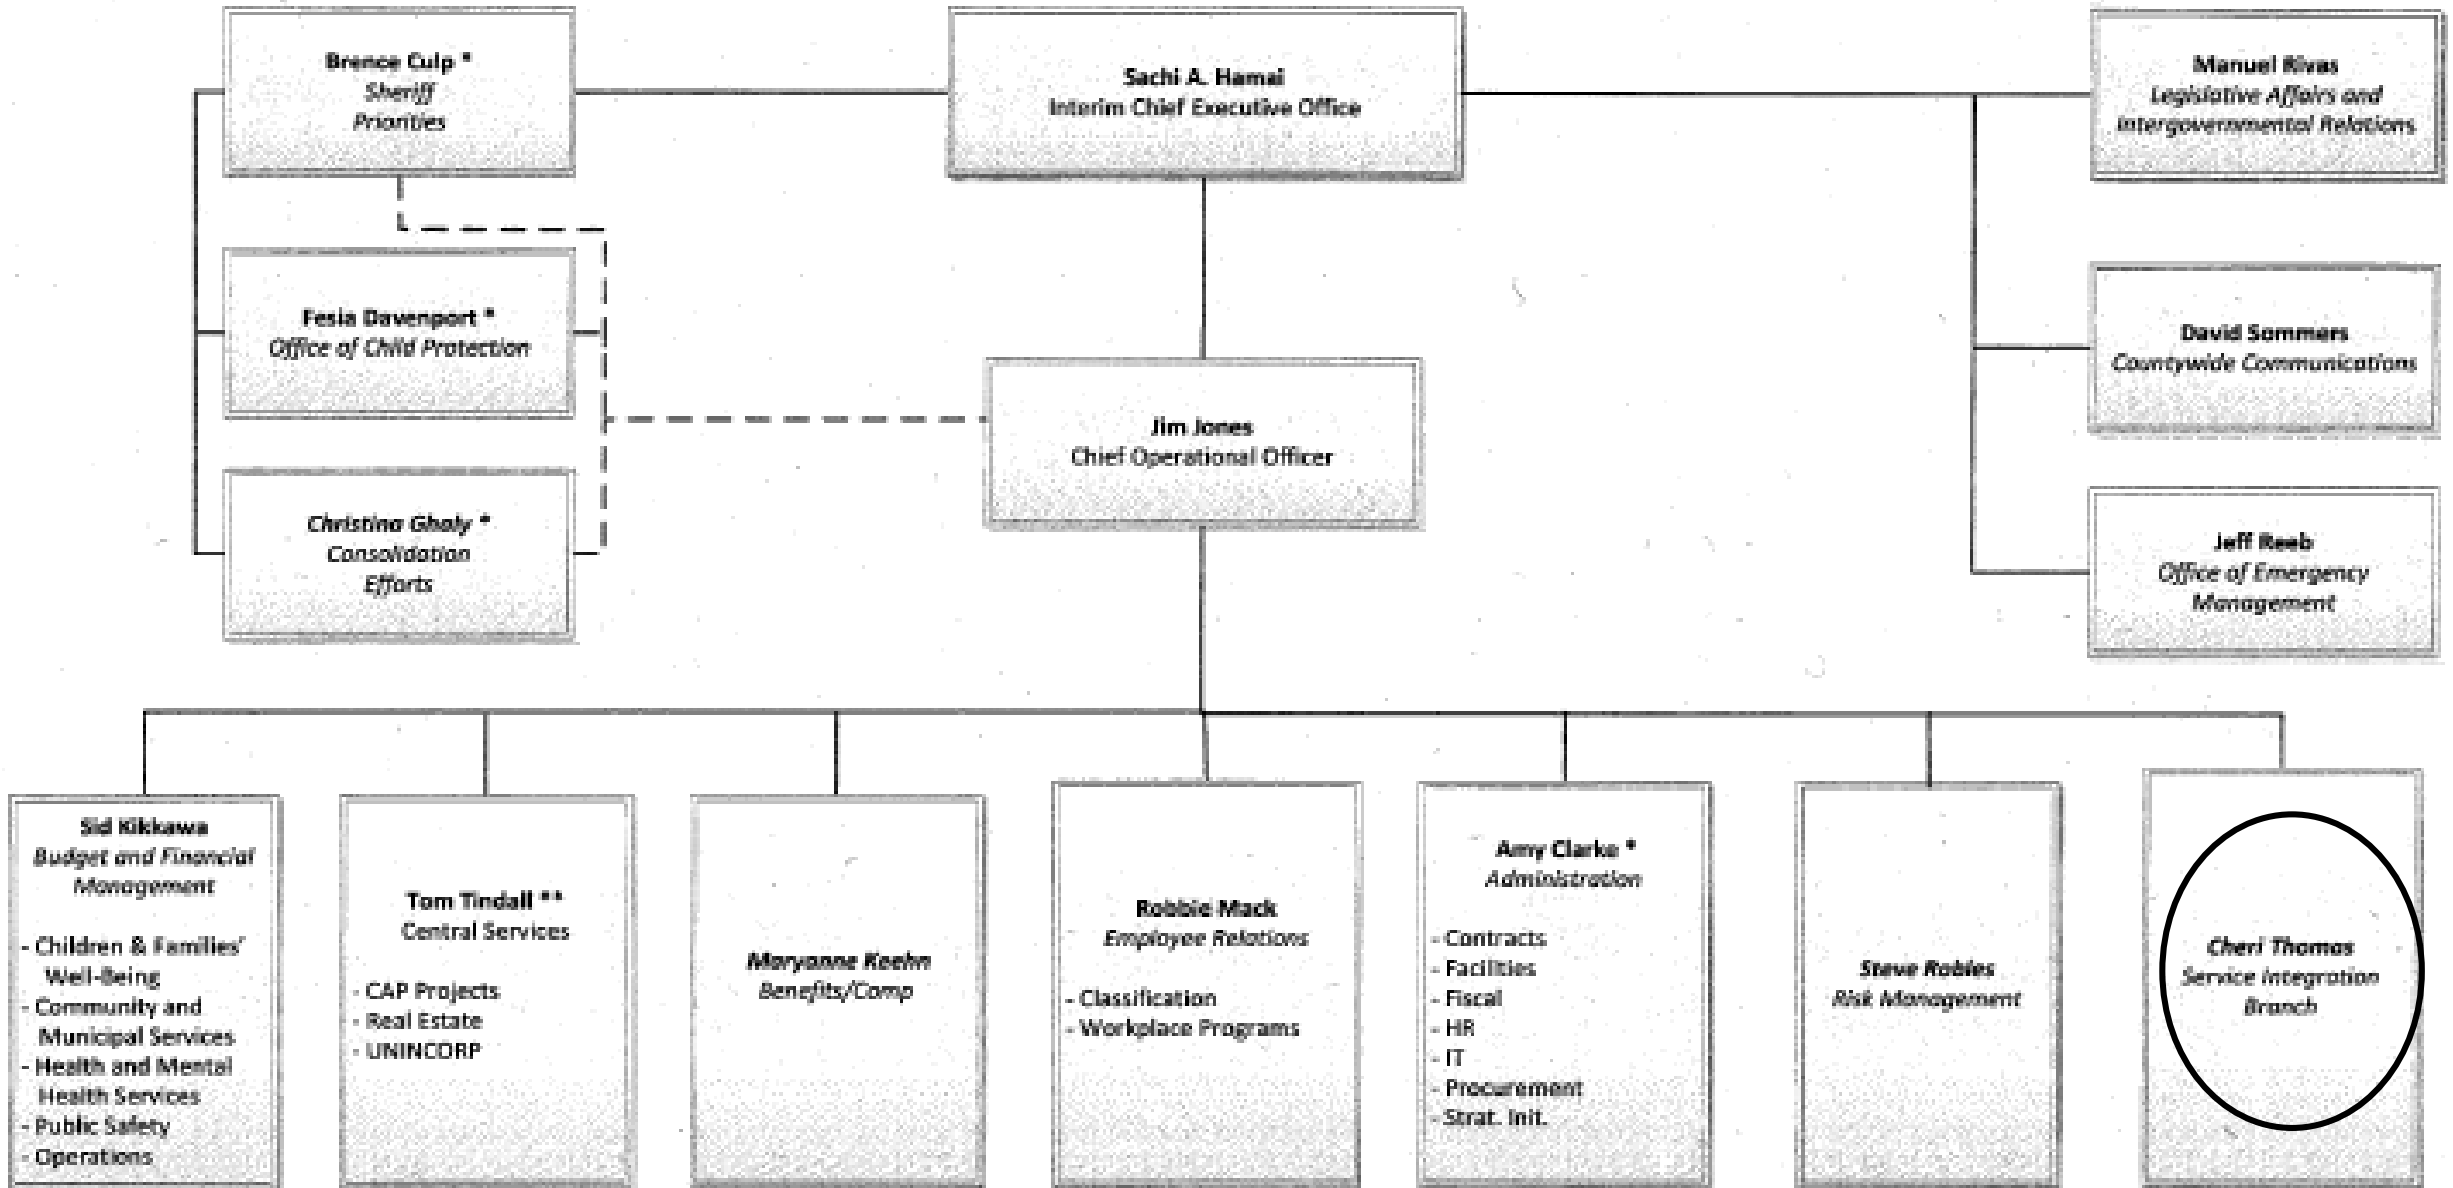 Brence Culp *
Sheriff
Priorities
Sachi A. Hamai
Interim Chief Executive Office
Manuel Rivas
Legislative Affairs and
Intergovernmental Relations
Fesia Davenport *
Office of Child Protection
David Sommers
Countywide Communications
Jim Jones
Chief Operational Officer
Christina Ghaly *
Consolidation
Efforts
Jeff Reeb
Office of Emergency
Management
Sid Kikkawa
Budget and Financial
Management
- Children & Families'
Well-Being
- Community and
Municipal Services
- Health and Mental
Health Services
- Public Safety
- Operations
Tom Tindall **
Central Services
- CAP Projects
- Real Estate
- UNINCORP
Maryanne Keehn
Benefits/Comp
Robbie Mack
Employee Relations
- Classification
- Workplace Programs
Amy Clarke *
Administration
- Contracts
- Facilities
- Fiscal
- HR
- IT
- Procurement
- Strat. Init.
Steve Robles
Risk Management
Cheri Thomas
Service Integration
Branch